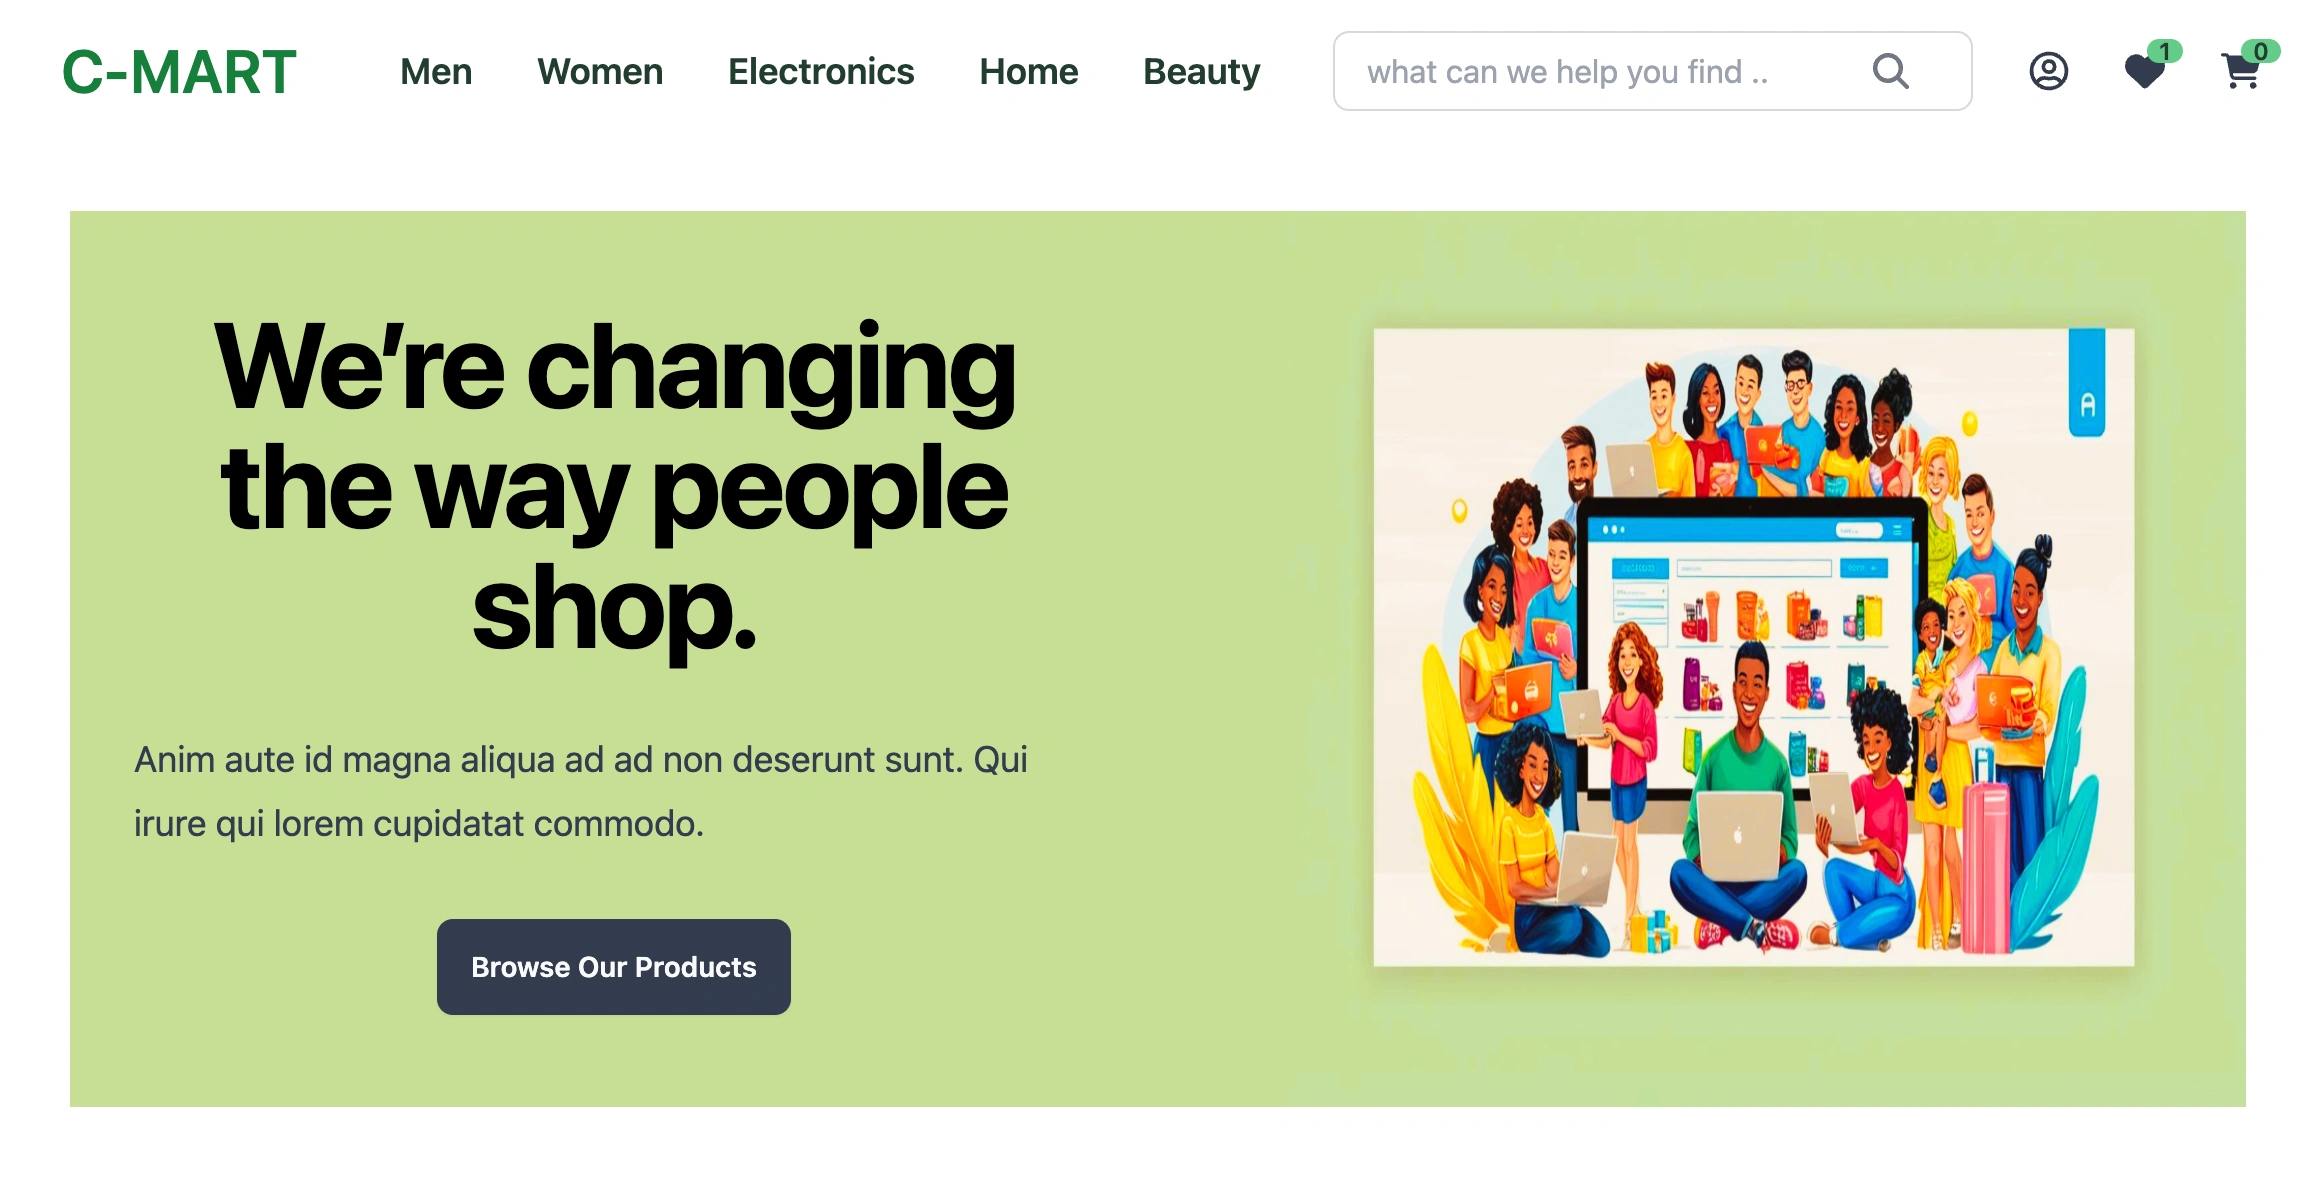 C-MART
Men
Women
Electronics
Home
Beauty
what can we help you find ..
1
0
We're changing
the way people
shop.
Anim aute id magna aliqua ad ad non deserunt sunt. Qui
irure qui lorem cupidatat commodo.
Browse Our Products
A